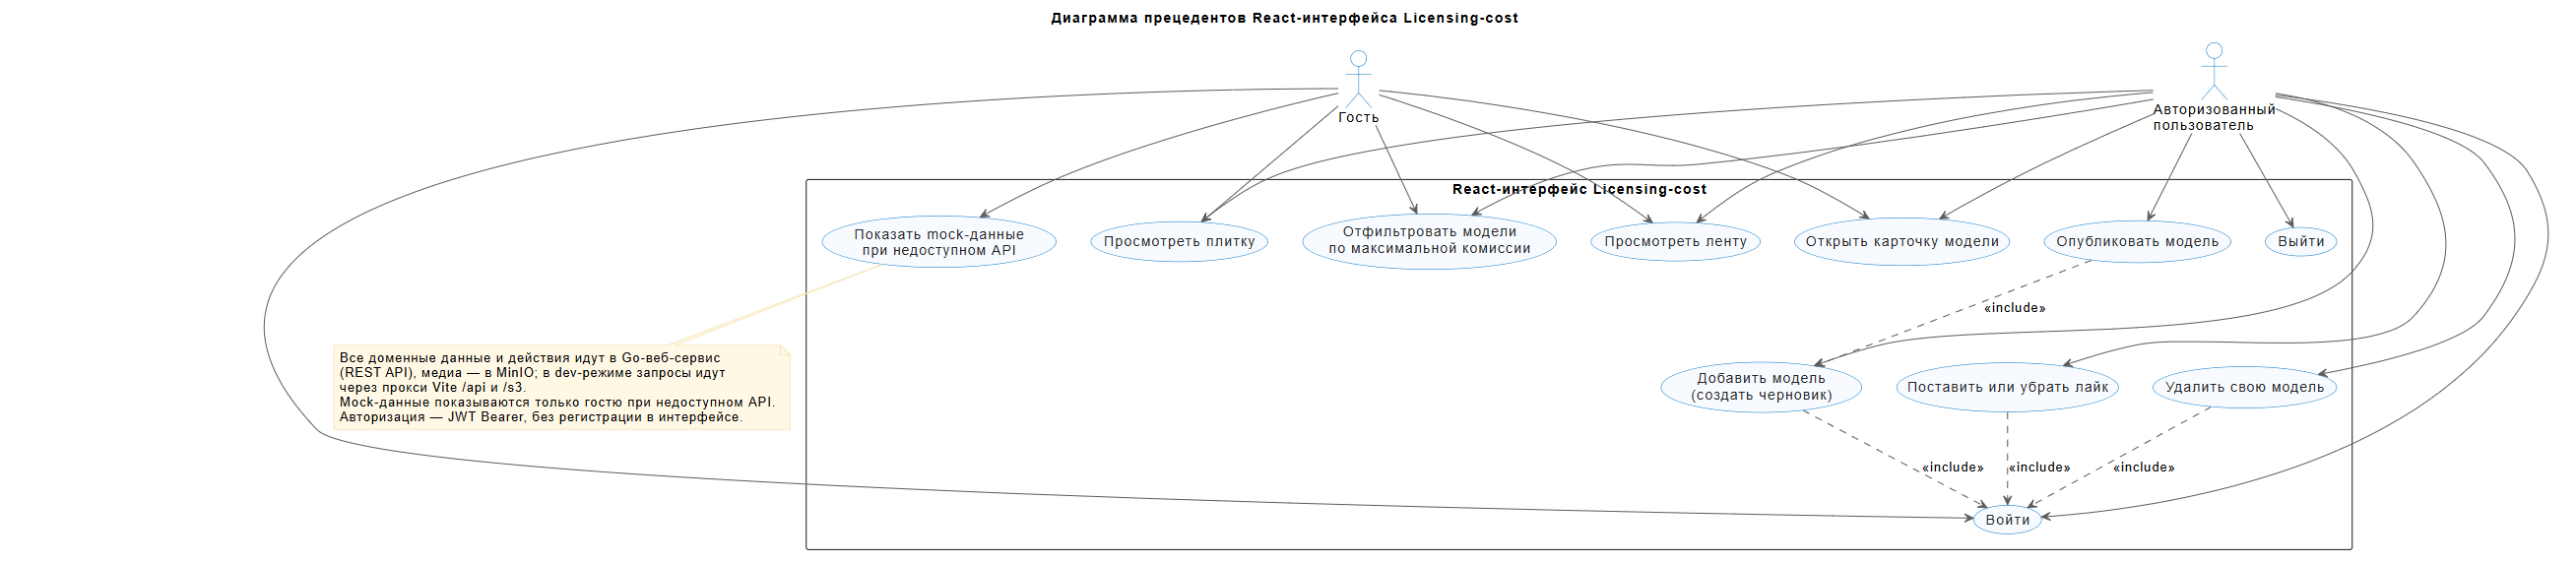 Диаграмма прецедентов React-интерфейса Licensing-cost
Гость
Авторизованный
пользователь
React-интерфейс Licensing-cost
Показать mock-данные
при недоступном API
Просмотреть плитку
Отфильтровать модели
по максимальной комиссии
Просмотреть ленту
Открыть карточку модели
Опубликовать модель
Выйти
«include»
Все доменные данные и действия идут в Go-веб-сервис
(REST API), медиа — в MinIO; в dev-режиме запросы идут
через прокси Vite /api и /s3.
Mock-данные показываются только гостю при недоступном API.
Авторизация — JWT Bearer, без регистрации в интерфейсе.
Добавить модель
(создать черновик)
Поставить или убрать лайк
Удалить свою модель
«include»
«include»
«include»
Войти